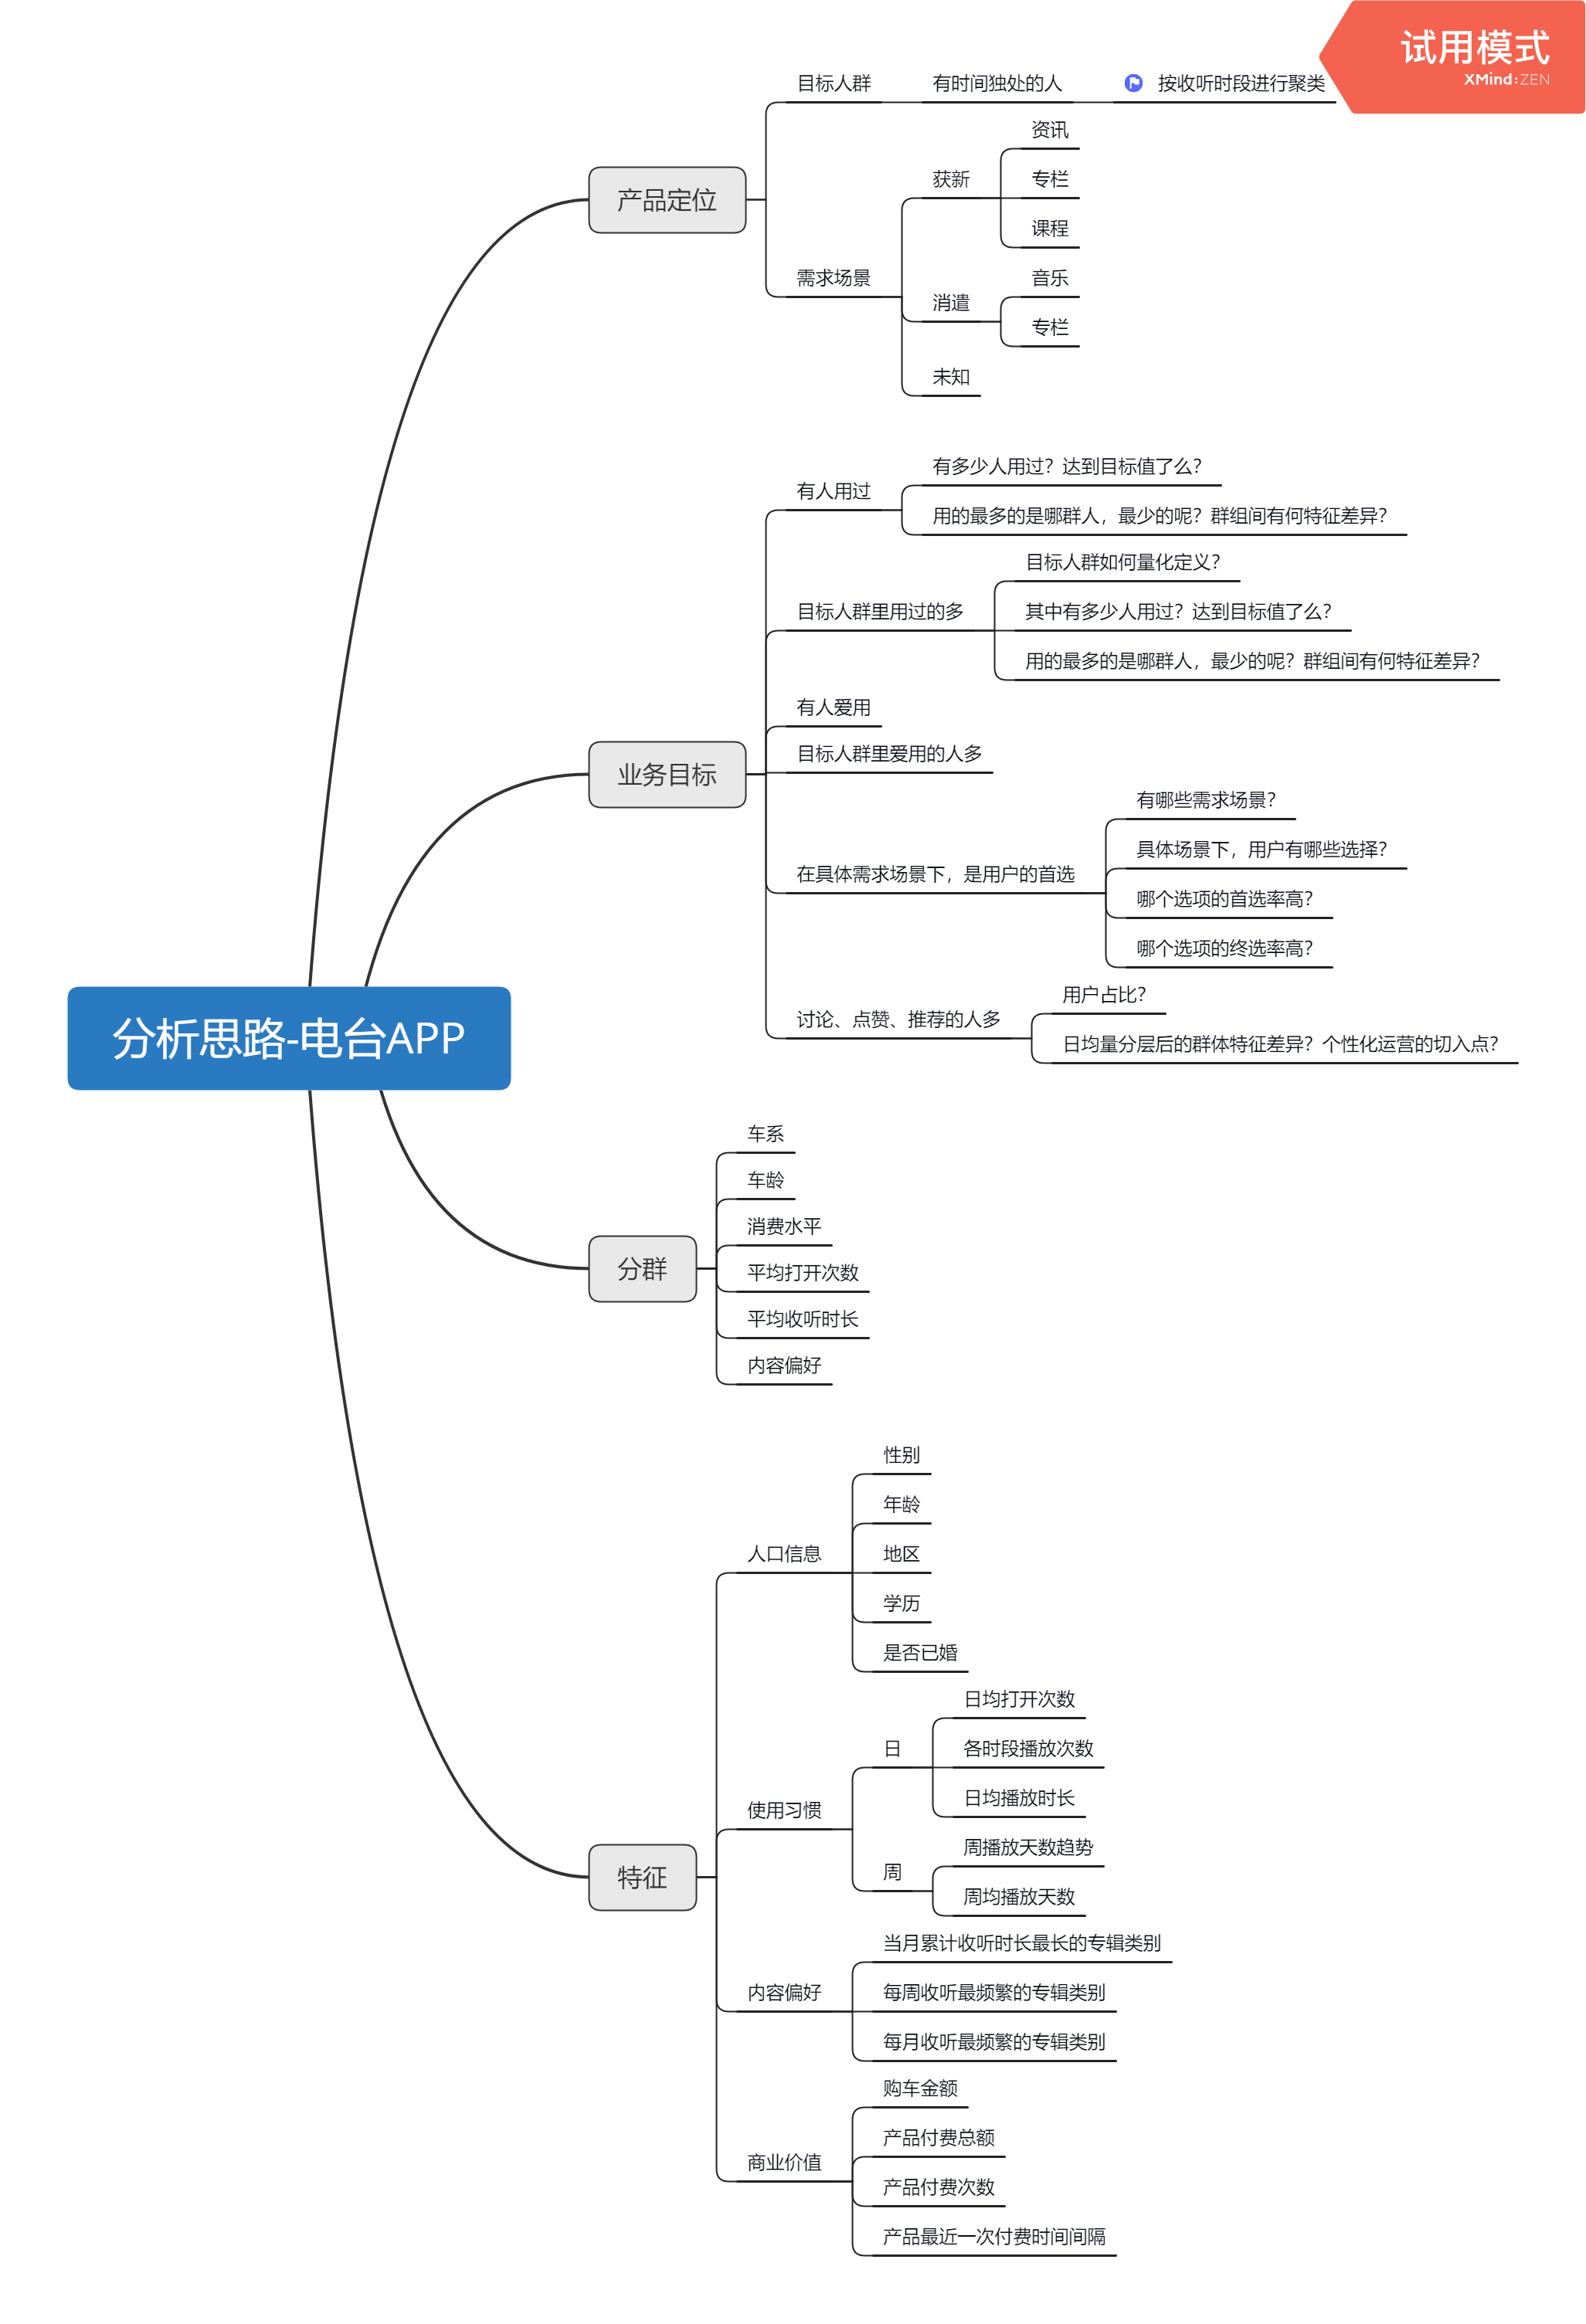 试用模式
XMind:ZEN
分析思路-电台APP
产品定位
目标人群
有时间独处的人
按收听时段进行聚类
需求场景
获新
资讯
专栏
课程
消遣
音乐
专栏
未知
业务目标
有人用过
有多少人用过？达到目标值了么？
用的最多的是哪群人，最少的呢？群组间有何特征差异？
目标人群里用过的多
目标人群如何量化定义？
其中有多少人用过？达到目标值了么？
用的最多的是哪群人，最少的呢？群组间有何特征差异？
有人爱用
目标人群里爱用的人多
在具体需求场景下，是用户的首选
有哪些需求场景？
具体场景下，用户有哪些选择？
哪个选项的首选率高？
哪个选项的终选率高？
讨论、点赞、推荐的人多
用户占比？
日均量分层后的群体特征差异？个性化运营的切入点？
分群
车系
车龄
消费水平
平均打开次数
平均收听时长
内容偏好
特征
人口信息
性别
年龄
地区
学历
是否已婚
使用习惯
日
日均打开次数
各时段播放次数
日均播放时长
周
周播放天数趋势
周均播放天数
内容偏好
当月累计收听时长最长的专辑类别
每周收听最频繁的专辑类别
每月收听最频繁的专辑类别
商业价值
购车金额
产品付费总额
产品付费次数
产品最近一次付费时间间隔